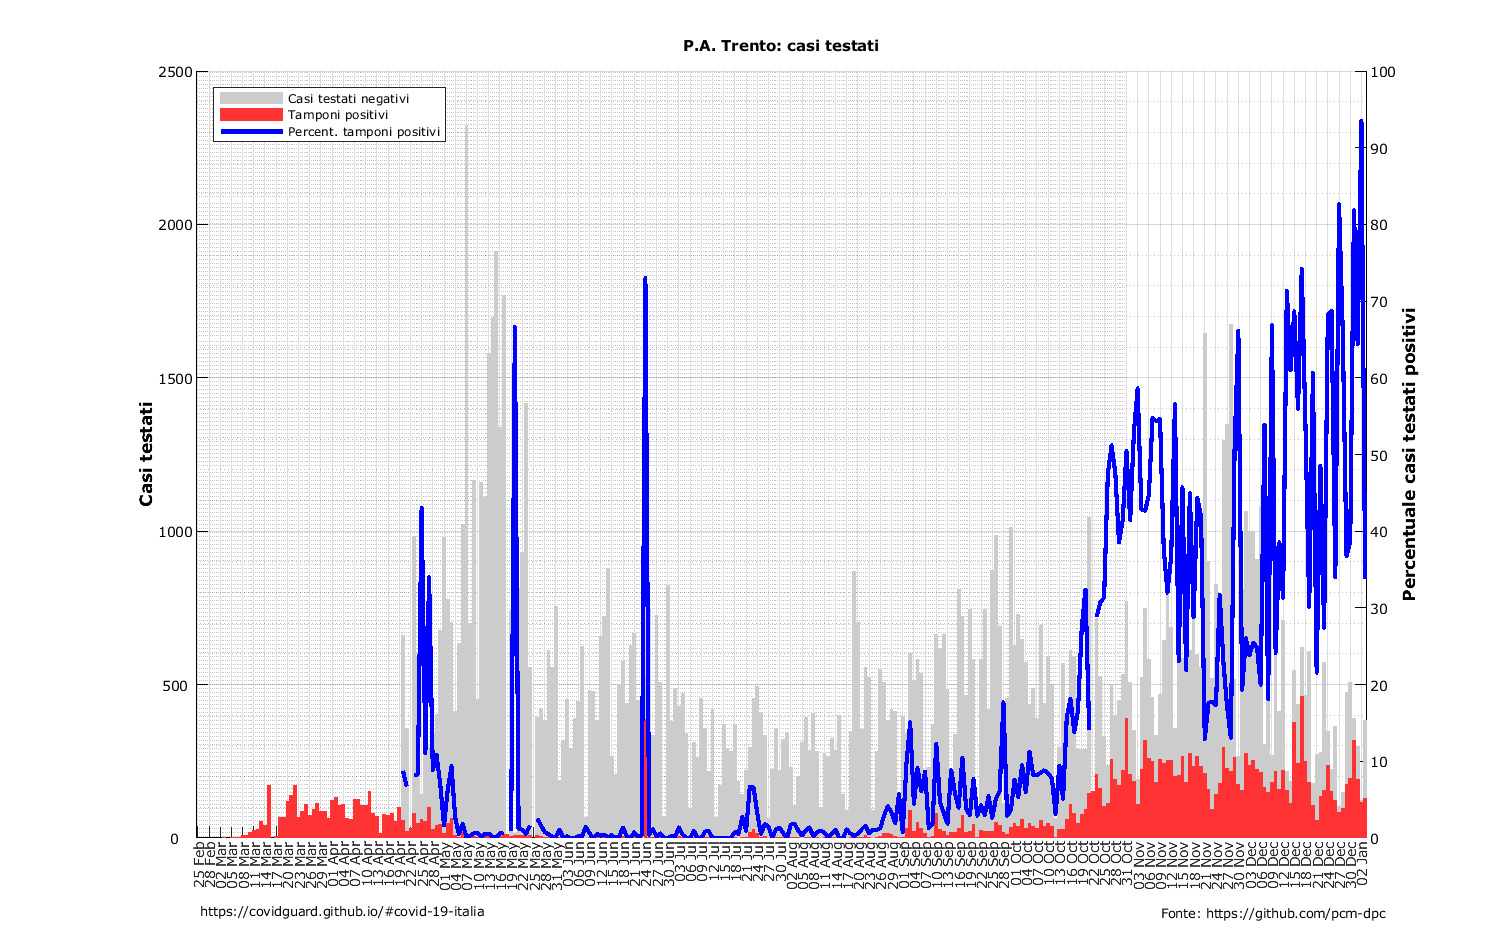 P.A. Trento: casi testati
Casi testati negativi
Tamponi positivi
Percent. tamponi positivi
Casi testati
2500
2000
1500
1000
500
0
100
90
80
70
60
50
40
30
20
10
0
Percentuale casi testati positivi
25 Feb
28 Feb
02 Mar
05 Mar
08 Mar
11 Mar
14 Mar
17 Mar
20 Mar
23 Mar
26 Mar
29 Mar
01 Apr
04 Apr
07 Apr
10 Apr
13 Apr
16 Apr
19 Apr
22 Apr
25 Apr
28 Apr
01 May
04 May
07 May
10 May
13 May
16 May
19 May
22 May
25 May
28 May
31 May
03 Jun
06 Jun
09 Jun
12 Jun
15 Jun
18 Jun
21 Jun
24 Jun
27 Jun
30 Jun
03 Jul
06 Jul
09 Jul
12 Jul
15 Jul
18 Jul
21 Jul
24 Jul
27 Jul
30 Jul
02 Aug
05 Aug
08 Aug
11 Aug
14 Aug
17 Aug
20 Aug
23 Aug
26 Aug
29 Aug
01 Sep
04 Sep
07 Sep
10 Sep
13 Sep
16 Sep
19 Sep
22 Sep
25 Sep
28 Sep
01 Oct
04 Oct
07 Oct
10 Oct
13 Oct
16 Oct
19 Oct
22 Oct
25 Oct
28 Oct
31 Oct
03 Nov
06 Nov
09 Nov
12 Nov
15 Nov
18 Nov
21 Nov
24 Nov
27 Nov
30 Nov
03 Dec
06 Dec
09 Dec
12 Dec
15 Dec
18 Dec
21 Dec
24 Dec
27 Dec
30 Dec
02 Jan
https://covidguard.github.io/#covid-19-italia
Fonte: https://github.com/pcm-dpc